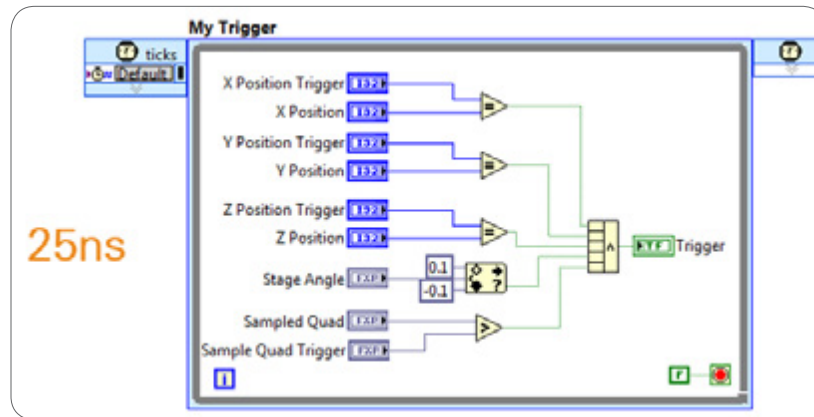 My Trigger
ticks
Default
X Position Trigger I32
X Position I32
Y Position Trigger I32
Y Position I32
Z Position Trigger I32
Z Position I32
25ns
TF Trigger
0.1
Stage Angle FXP
-0.1
?
Sampled Quad FXP
Sample Quad Trigger FXP
i
F